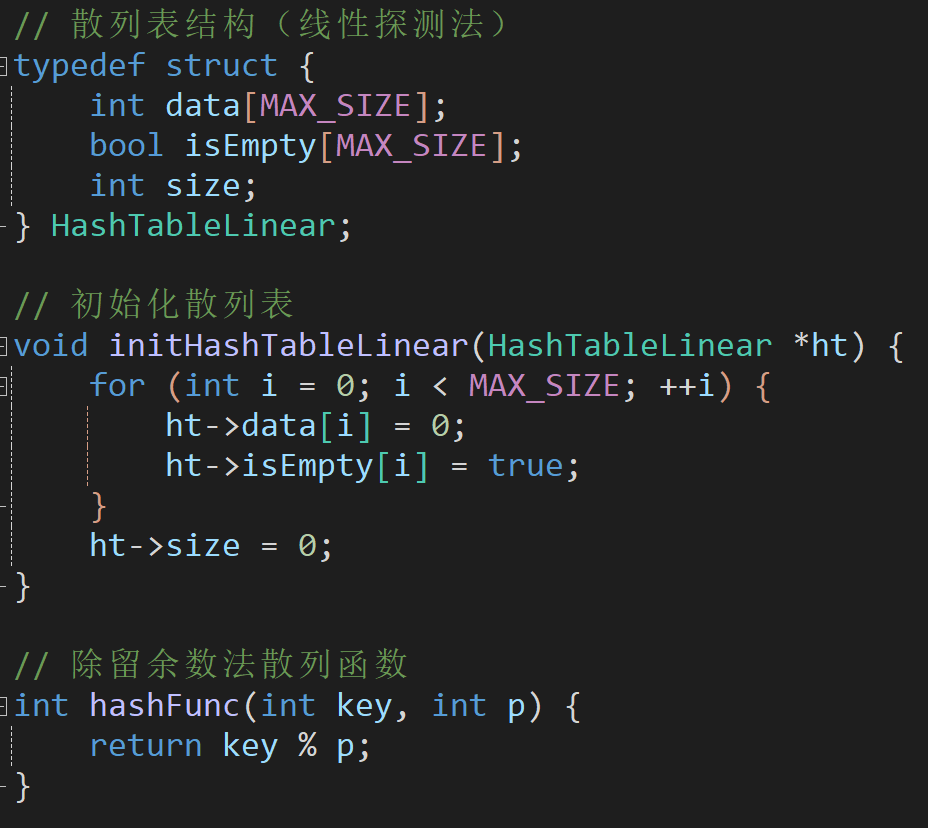 // 散列表结构（线性探测法）
typedef struct {
    int data[MAX_SIZE];
    bool isEmpty[MAX_SIZE];
    int size;
} HashTableLinear;

// 初始化散列表
void initHashTableLinear(HashTableLinear *ht) {
    for (int i = 0; i < MAX_SIZE; ++i) {
        ht->data[i] = 0;
        ht->isEmpty[i] = true;
    }
    ht->size = 0;
}

// 除留余数法散列函数
int hashFunc(int key, int p) {
    return key % p;
}